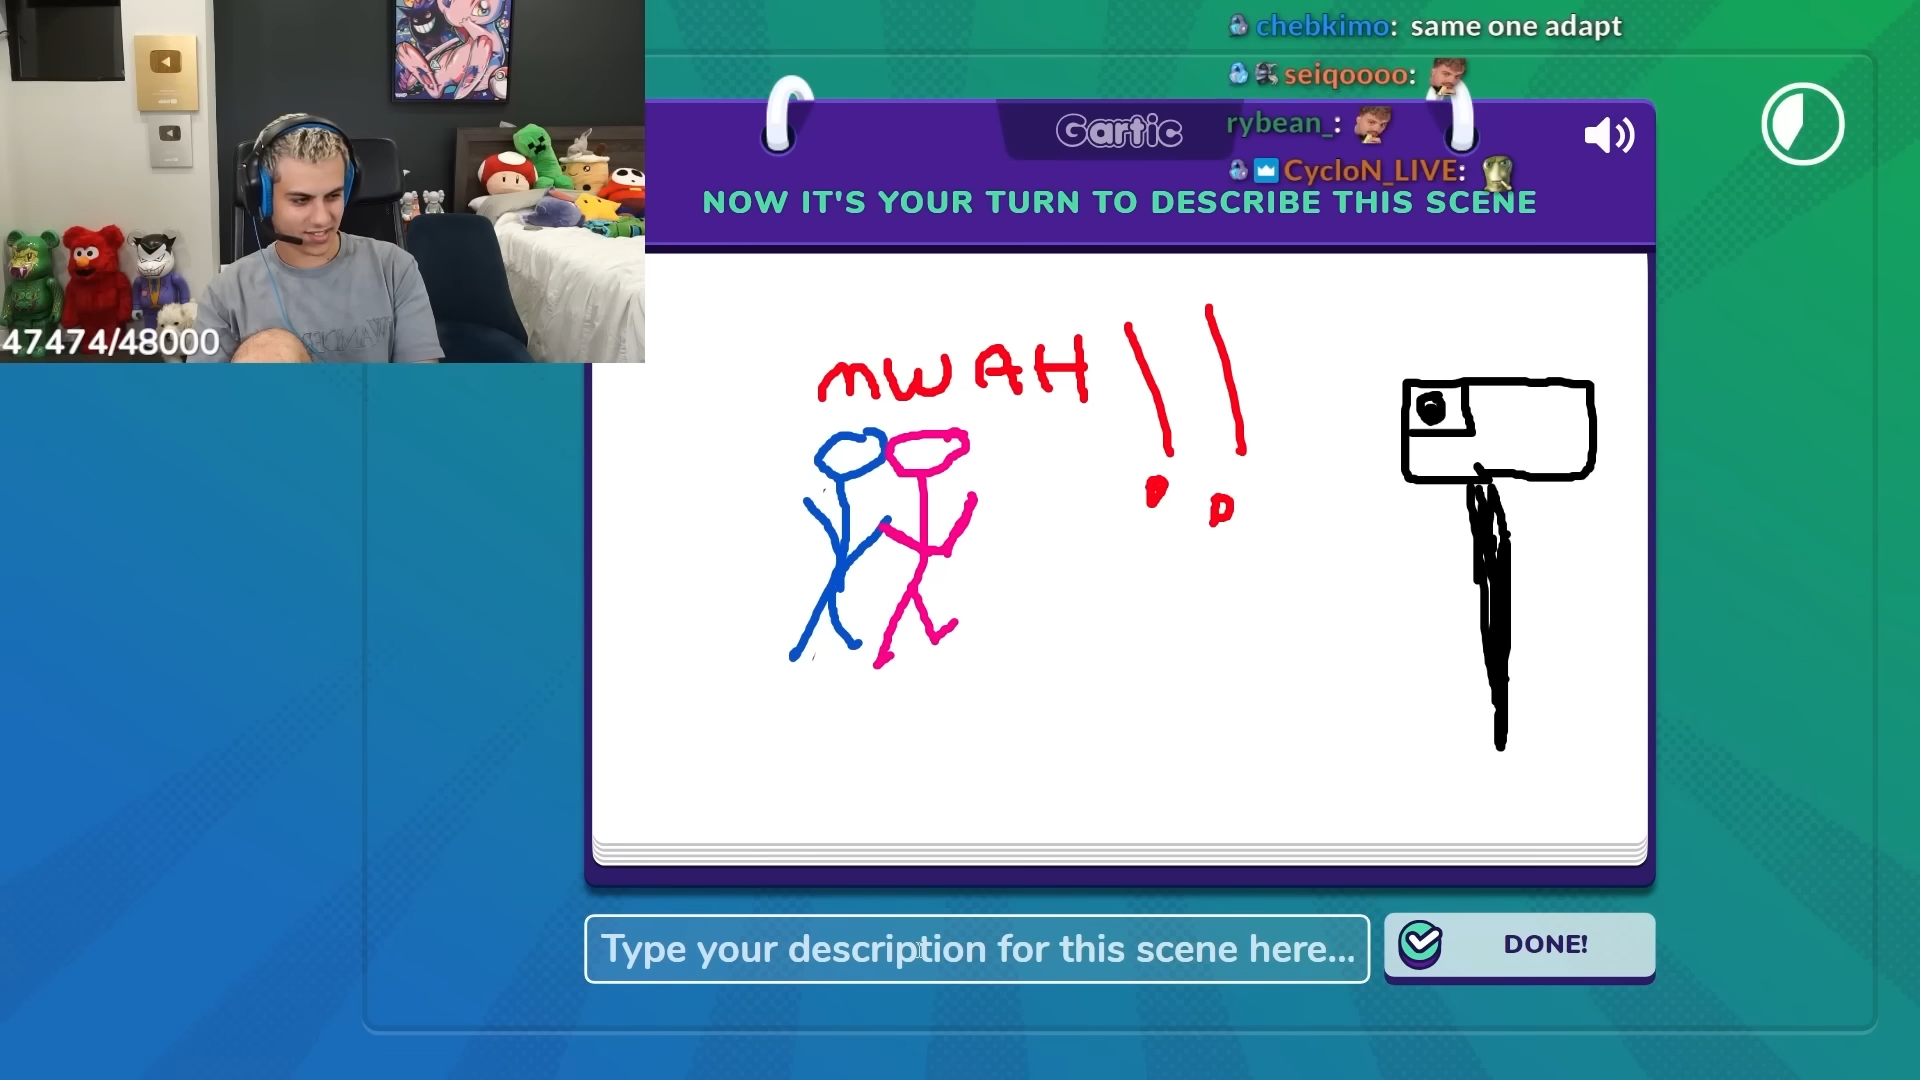 chebkimo: same one adapt
seiqoooo:
rybean_:
CycloN_LIVE:
Gartic
NOW IT'S YOUR TURN TO DESCRIBE THIS SCENE
47474/48000
MWAH!!
Type your description for this scene here...
DONE!